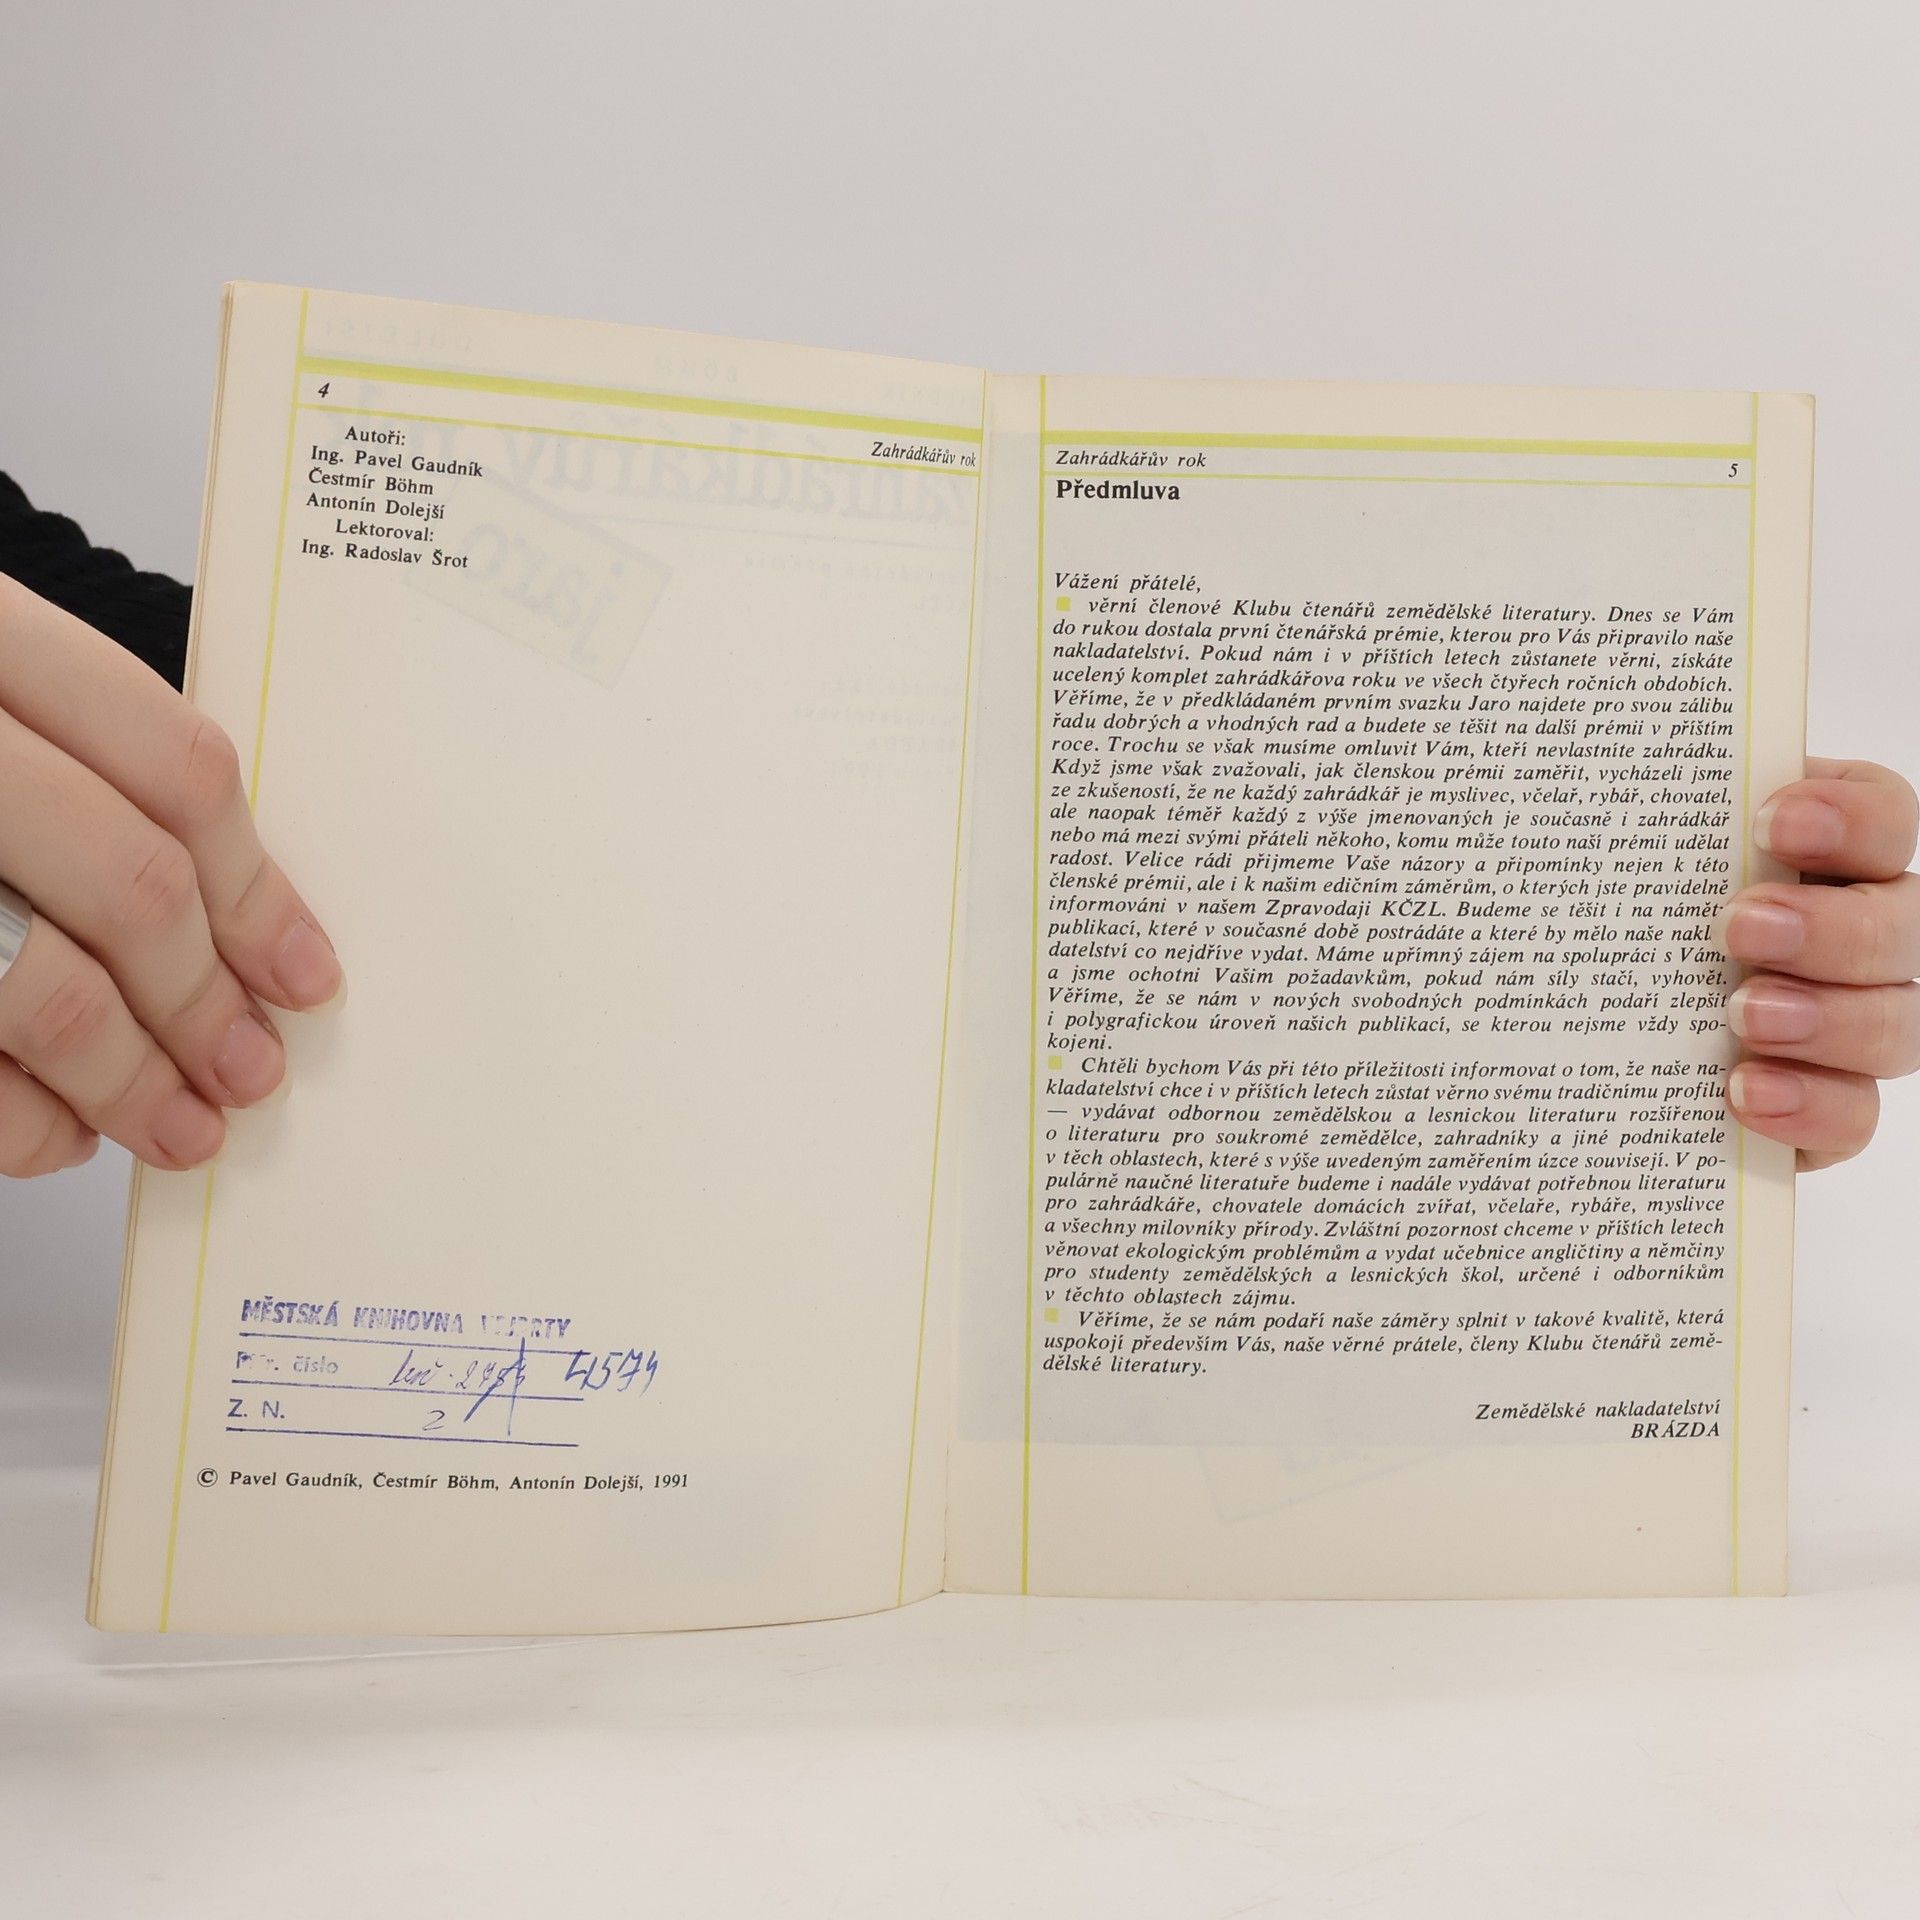 4
Zahrádkářův rok
Autoři:
Ing. Pavel Gaudník
Čestmír Böhm
Antonín Dolejší
Lektoroval:
Ing. Radoslav Šrot
MĚSTSKÁ KNIHOVNA
číslo 4574
Z. N. 2
© Pavel Gaudník, Čestmír Böhm, Antonín Dolejší, 1991
Zahrádkářův rok
5
Předmluva
Vážení přátelé,
věrní členové Klubu čtenářů zemědělské literatury. Dnes se Vám
do rukou dostala první čtenářská prémie, kterou pro Vás připravilo naše
nakladatelství. Pokud nám i v příštích letech zůstanete věrni, získáte
ucelený komplet zahrádkářova roku ve všech čtyřech ročních obdobích.
Věříme, že v předkládaném prvním svazku Jaro najdete pro svou zálibu
řadu dobrých a vhodných rad a budete se těšit na další prémii v příštím
roce. Trochu se však musíme omluvit Vám, kteří nevlastníte zahrádku.
Když jsme však zvažovali, jak členskou prémii zaměřit, vycházeli jsme
ze zkušeností, že ne každý zahrádkář je myslivec, včelař, rybář, chovatel,
ale naopak téměř každý z výše jmenovaných je současně i zahrádkář
nebo má mezi svými přáteli někoho, komu může touto naší prémií udělat
radost. Velice rádi přijmeme Vaše názory a připomínky nejen k této
členské prémii, ale i k našim edičním záměrům, o kterých jste pravidelně
informováni v našem Zpravodaji KČZL. Budeme se těšit i na námět
publikací, které v současné době postrádáte a které by mělo naše nakl
datelství co nejdříve vydat. Máme upřímný zájem na spolupráci s Vámi
a jsme ochotni Vašim požadavkům, pokud nám síly stačí, vyhovět.
Věříme, že se nám v nových svobodných podmínkách podaří zlepšit
i polygrafickou úroveň našich publikací, se kterou nejsme vždy spo-
kojeni.
Chtěli bychom Vás při této příležitosti informovat o tom, že naše na-
kladatelství chce i v příštích letech zůstat věrno svému tradičnímu profilu
— vydávat odbornou zemědělskou a lesnickou literaturu rozšířenou
o literaturu pro soukromé zemědělce, zahradníky a jiné podnikatele
v těch oblastech, které s výše uvedeným zaměřením úzce souvisejí. V po-
pulárně naučné literatuře budeme i nadále vydávat potřebnou literaturu
pro zahrádkáře, chovatele domácích zvířat, včelaře, rybáře, myslivce
a všechny milovníky přírody. Zvláštní pozornost chceme v příštích letech
věnovat ekologickým problémům a vydat učebnice angličtiny a němčiny
pro studenty zemědělských a lesnických škol, určené i odborníkům
v těchto oblastech zájmu.
Věříme, že se nám podaří naše záměry splnit v takové kvalitě, která
uspokojí především Vás, naše věrné prátele, členy Klubu čtenářů země-
dělské literatury.
Zemědělské nakladatelství
BRÁZDA